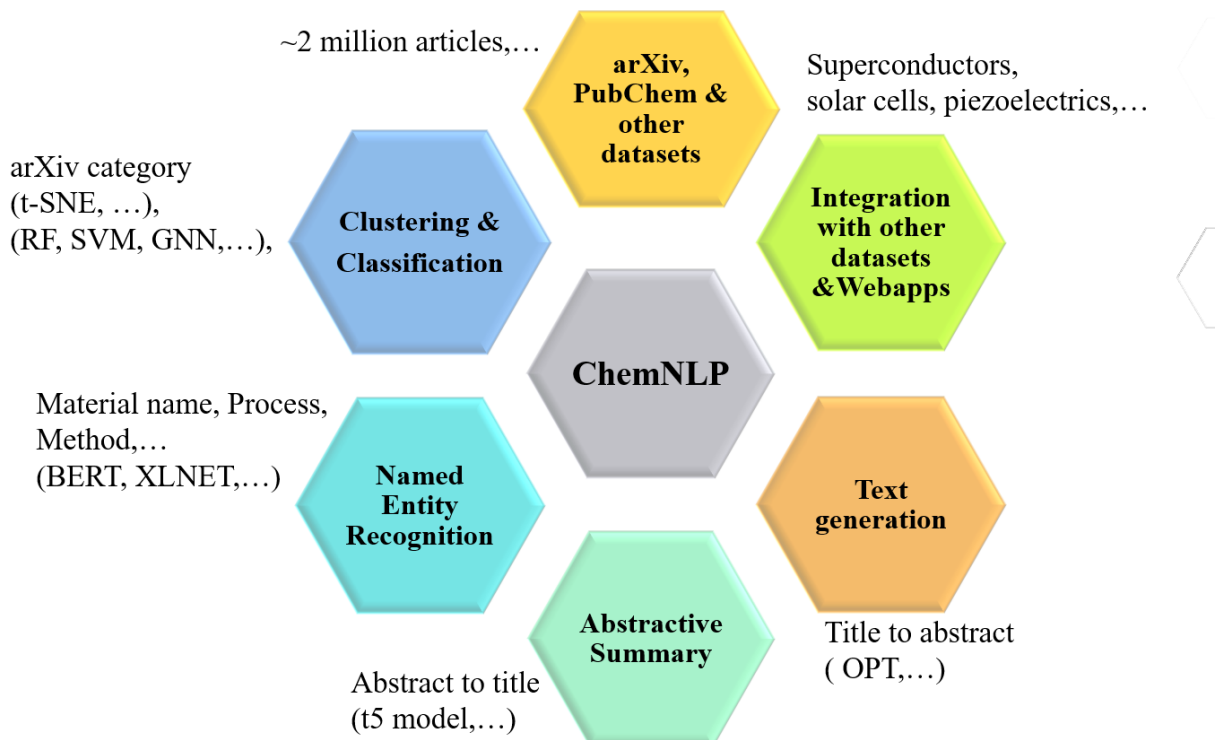 ~2 million articles,…
arXiv,
PubChem &
other
datasets
Superconductors,
solar cells, piezoelectrics,…
arXiv category
(t-SNE, …),
(RF, SVM, GNN,…),
Clustering &
Classification
Integration
with other
datasets
&Webapps
ChemNLP
Material name, Process,
Method,…
(BERT, XLNET,…)
Named
Entity
Recognition
Text
generation
Abstractive
Summary
Title to abstract
( OPT,…)
Abstract to title
(t5 model,…)